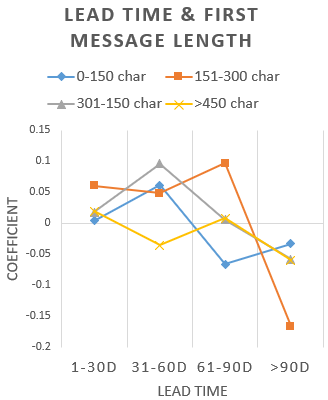 LEAD TIME & FIRST
MESSAGE LENGTH
0-150 char
151-300 char
301-150 char
>450 char
0.15
0.1
0.05
0
-0.05
-0.1
-0.15
-0.2
COEFFICIENT
1-30D
31-60D
61-90D
>90D
LEAD TIME